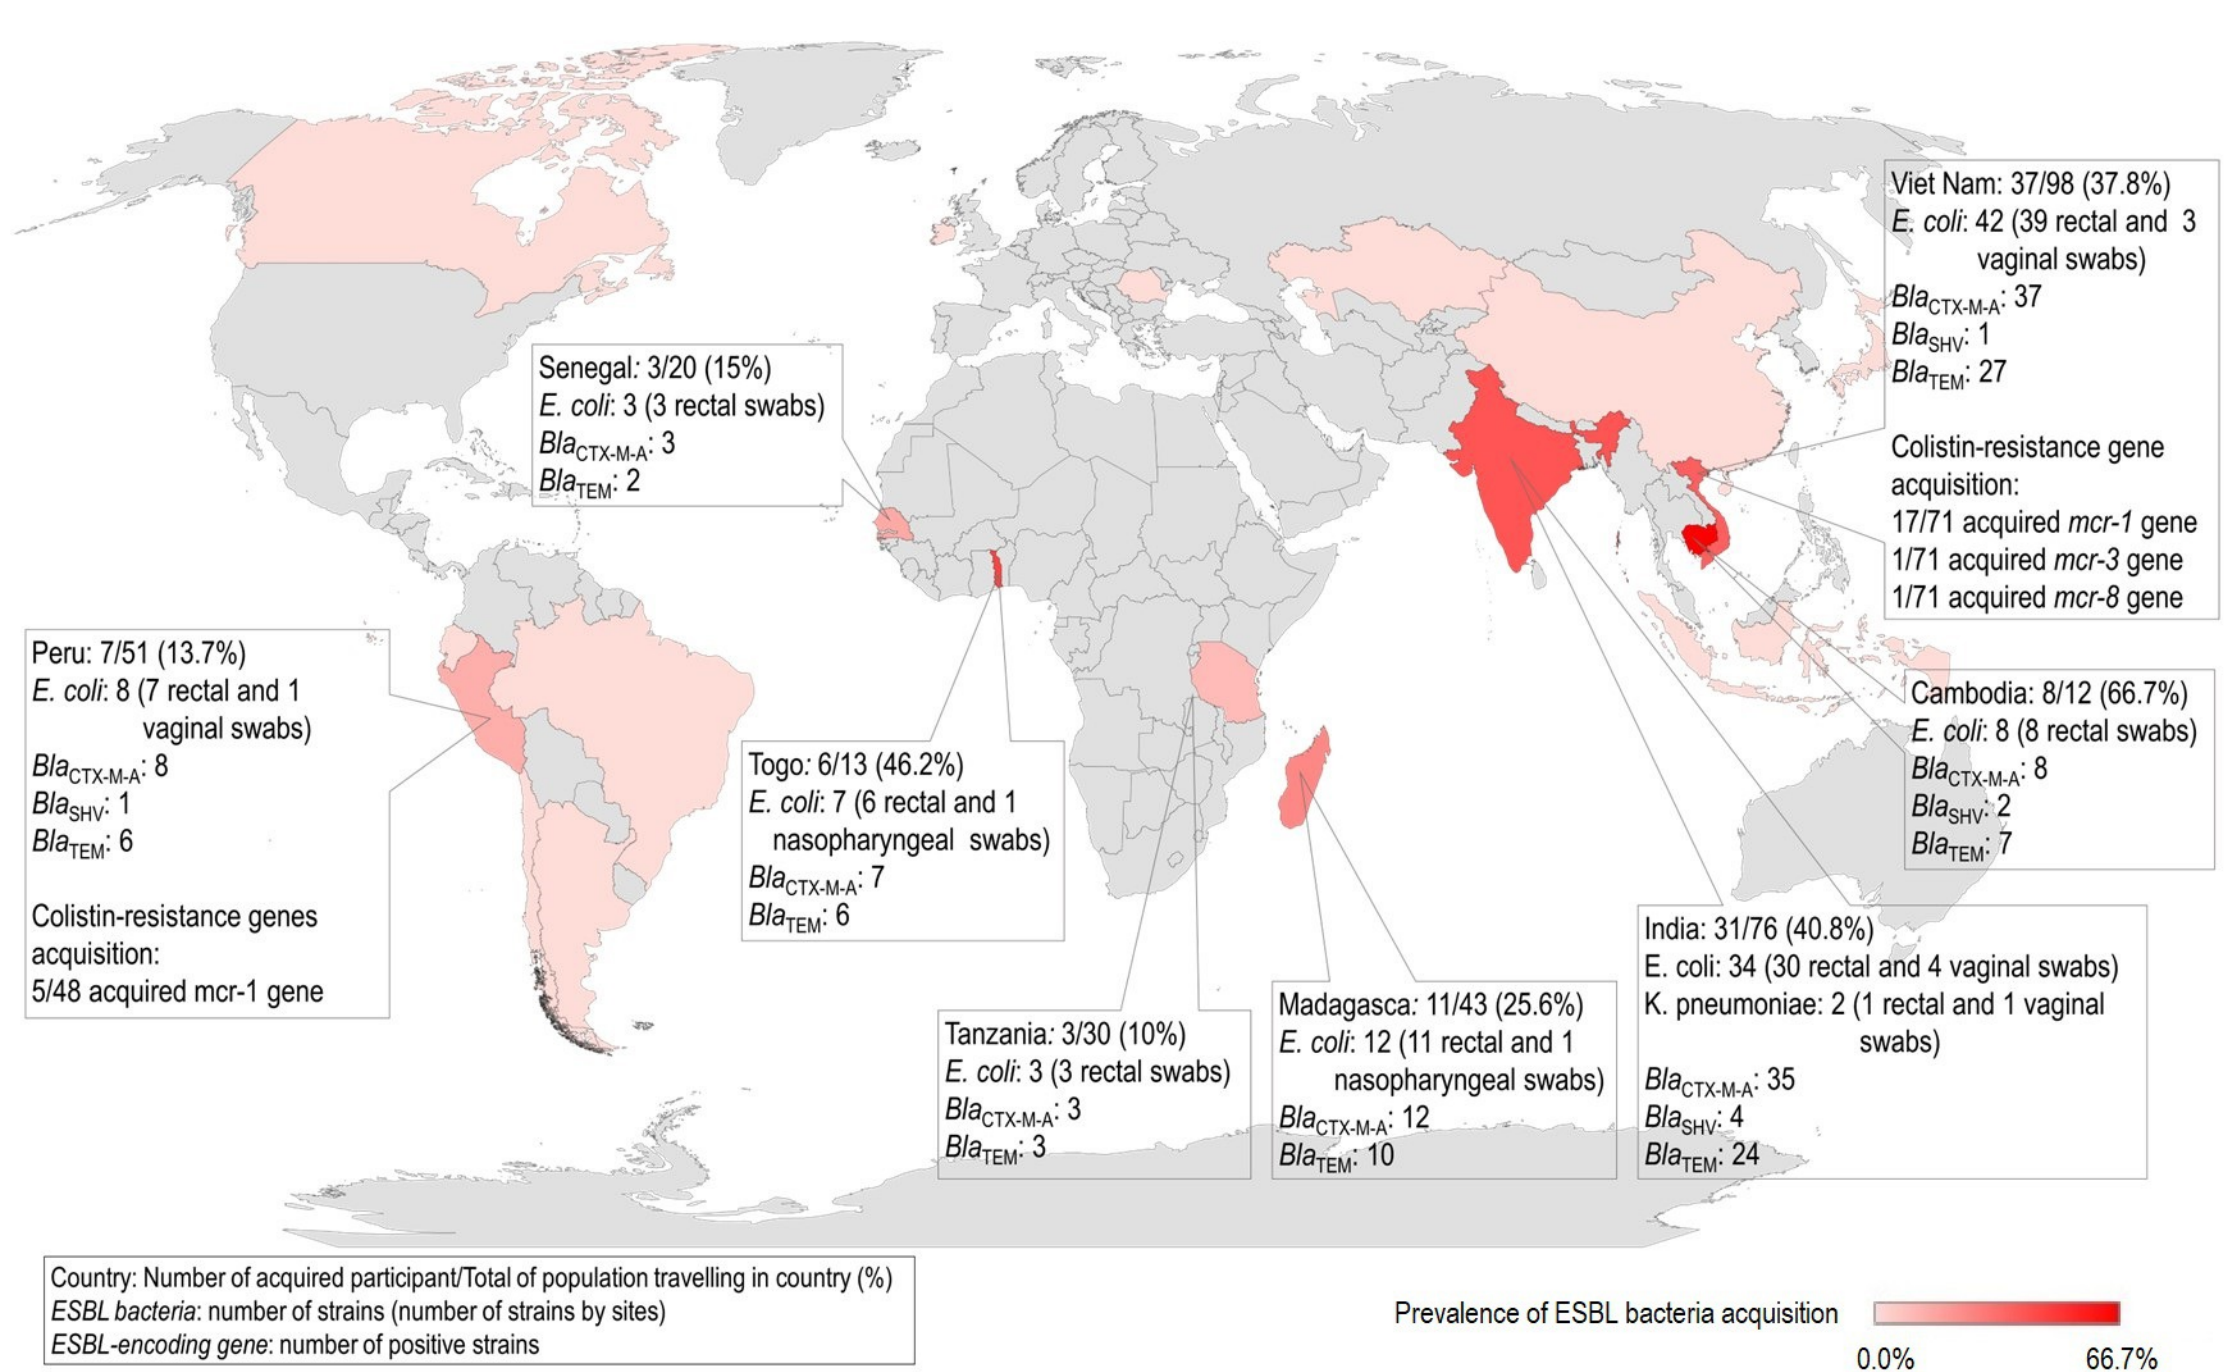 Viet Nam: 37/98 (37.8%)
E. coli: 42 (39 rectal and 3
vaginal swabs)
BlaCTX-M-A: 37
BlaSHV: 1
BlaTEM: 27
Colistin-resistance gene
acquisition:
17/71 acquired mcr-1 gene
1/71 acquired mcr-3 gene
1/71 acquired mcr-8 gene
Senegal: 3/20 (15%)
E. coli: 3 (3 rectal swabs)
BlaCTX-M-A: 3
BlaTEM: 2
Peru: 7/51 (13.7%)
E. coli: 8 (7 rectal and 1
vaginal swabs)
BlaCTX-M-A: 8
BlaSHV: 1
BlaTEM: 6
Colistin-resistance genes
acquisition:
5/48 acquired mcr-1 gene
Togo: 6/13 (46.2%)
E. coli: 7 (6 rectal and 1
nasopharyngeal swabs)
BlaCTX-M-A: 7
BlaTEM: 6
Cambodia: 8/12 (66.7%)
E. coli: 8 (8 rectal swabs)
BlaCTX-M-A: 8
BlaSHV: 2
BlaTEM: 7
Tanzania: 3/30 (10%)
E. coli: 3 (3 rectal swabs)
BlaCTX-M-A: 3
BlaTEM: 3
Madagasca: 11/43 (25.6%)
E. coli: 12 (11 rectal and 1
nasopharyngeal swabs)
BlaCTX-M-A: 12
BlaTEM: 10
India: 31/76 (40.8%)
E. coli: 34 (30 rectal and 4 vaginal swabs)
K. pneumoniae: 2 (1 rectal and 1 vaginal
swabs)
BlaCTX-M-A: 35
BlaSHV: 4
BlaTEM: 24
Country: Number of acquired participant/Total of population travelling in country (%)
ESBL bacteria: number of strains (number of strains by sites)
ESBL-encoding gene: number of positive strains
Prevalence of ESBL bacteria acquisition
0.0% 66.7%